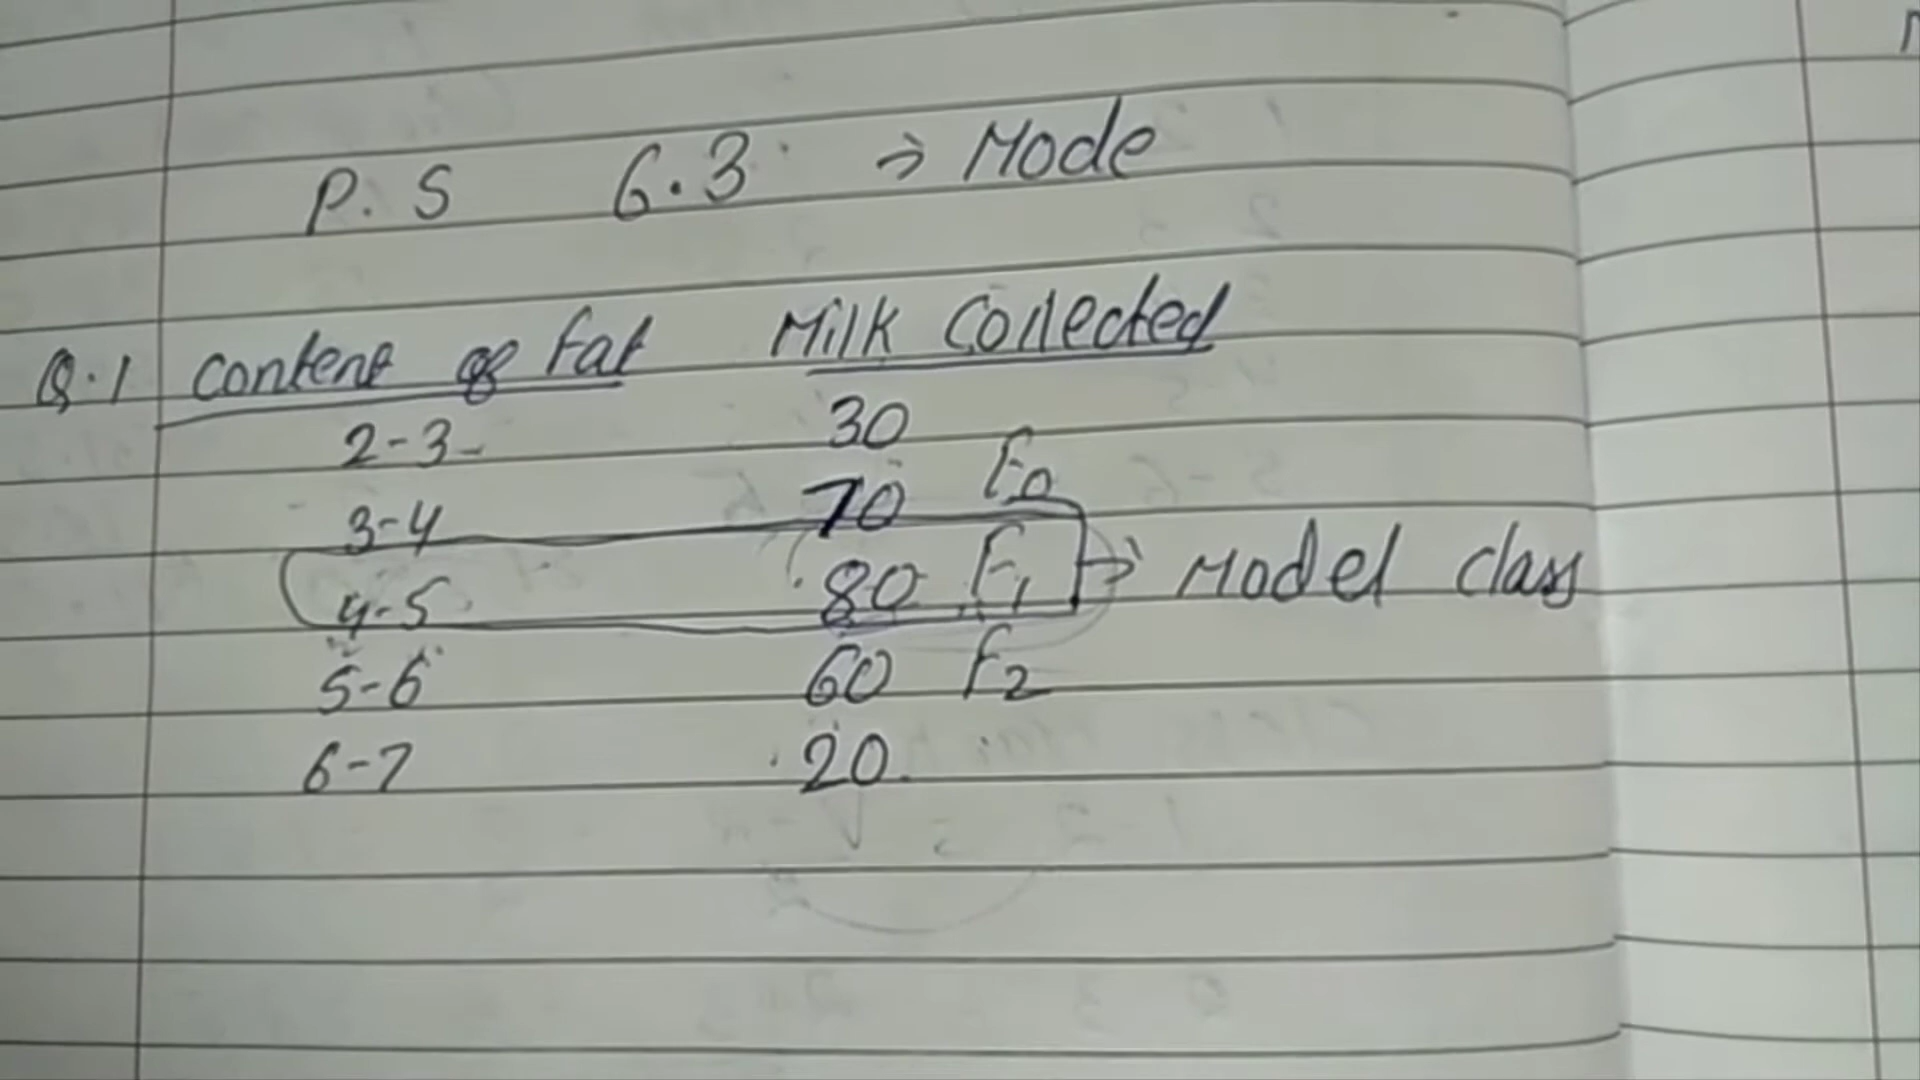 P. S 6.3 → Mode
Q.1 Content of fat Milk Collected
2-3 30
3-4 70 F0
4-5 80 F1 → Model class
5-6 60 F2
6-7 20